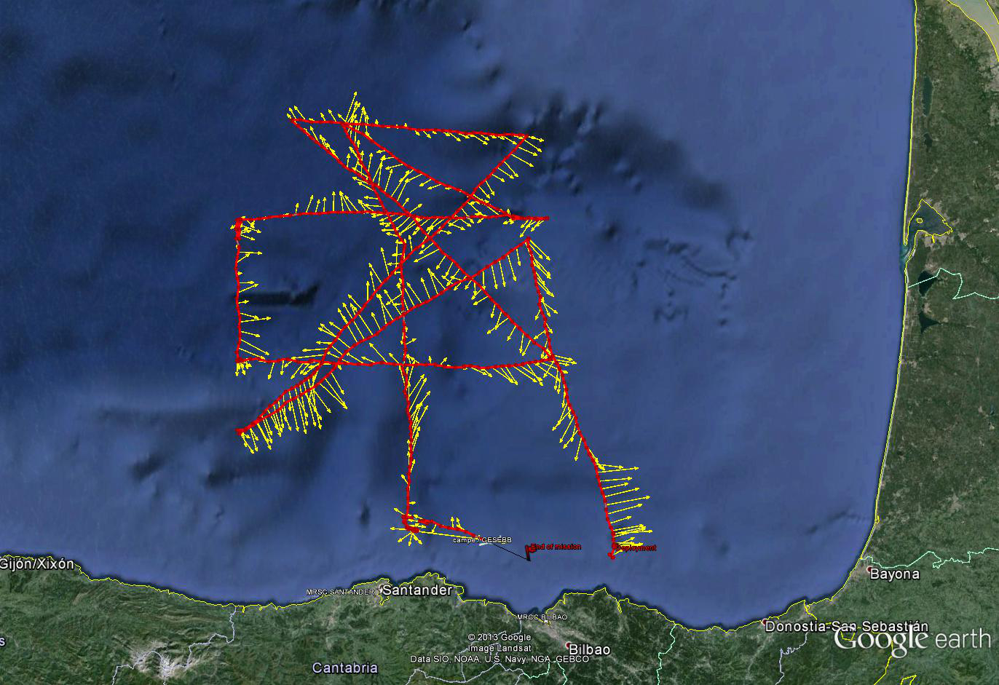 campe / GESEBB
End of mission
Deployment
Gijón/Xixón
Bayona
MRSC SANTANDER
Santander
MRCC BILBAO
Donostia-San Sebastián
© 2013 Google
Image Landsat
Data SIO, NOAA, U.S. Navy, NGA, GEBCO
Google earth
s
Bilbao
Cantabria